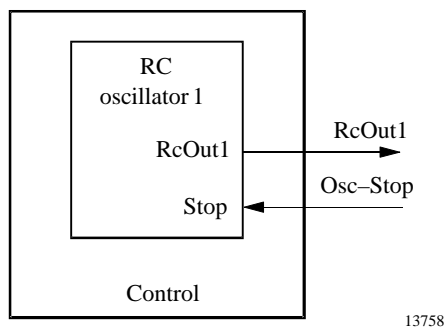 RC
oscillator 1
RcOut1
RcOut1
Osc–Stop
Stop
Control
13758